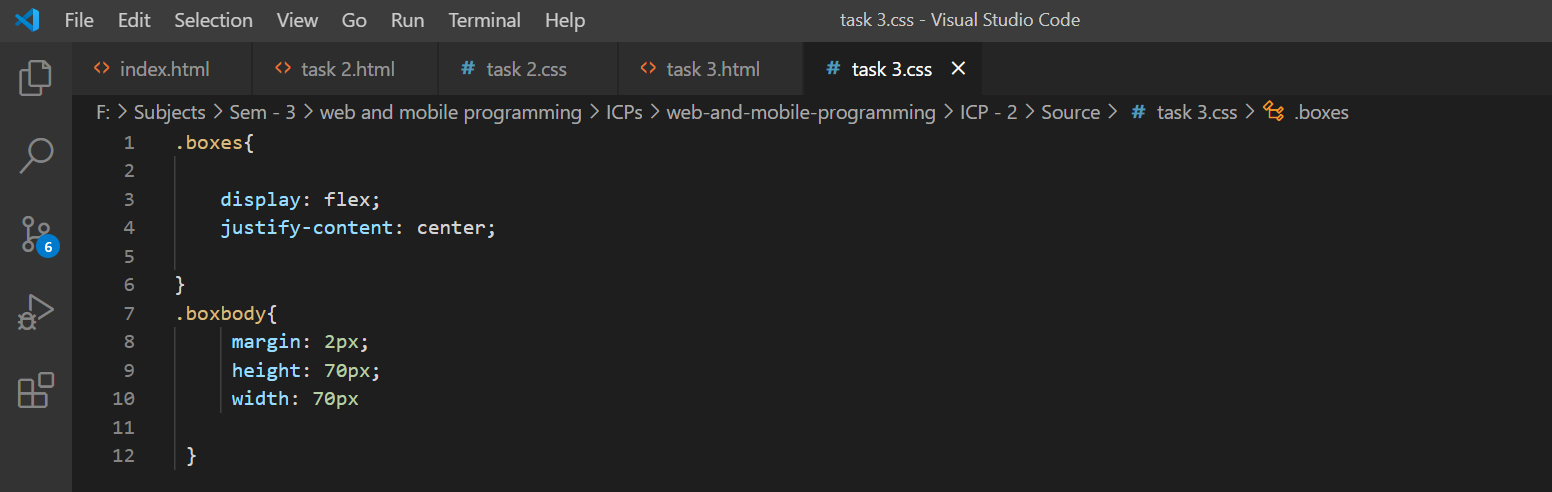 File Edit Selection View Go Run Terminal Help task 3.css - Visual Studio Code
<> index.html <> task 2.html # task 2.css <> task 3.html # task 3.css ×
F: > Subjects > Sem - 3 > web and mobile programming > ICPs > web-and-mobile-programming > ICP - 2 > Source > # task 3.css > .boxes
1 .boxes{
2
3 display: flex;
4 justify-content: center;
5
6 }
7 .boxbody{
8 margin: 2px;
9 height: 70px;
10 width: 70px
11
12 }
6